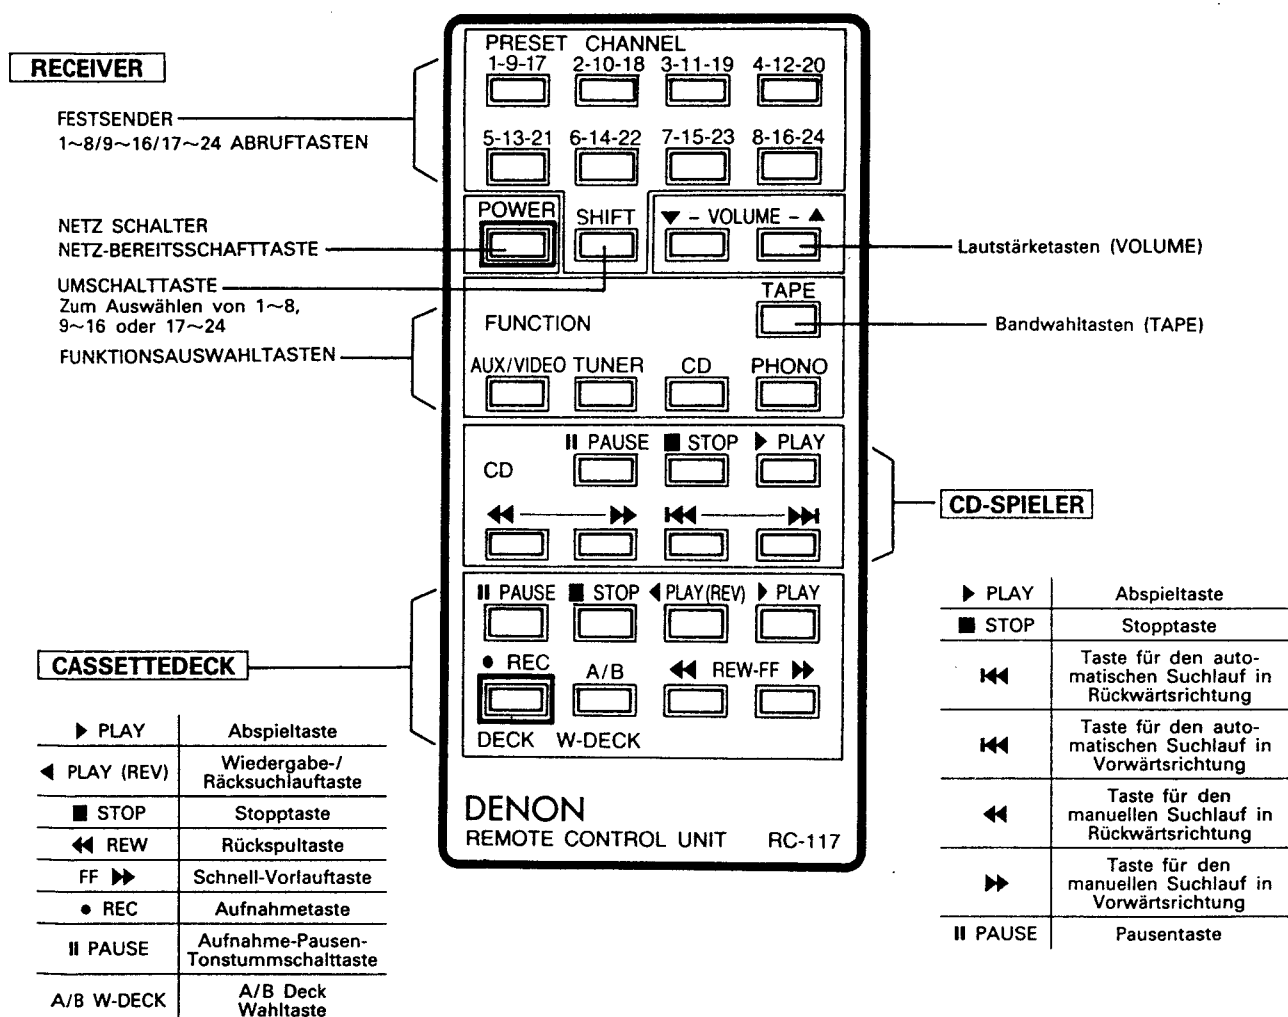 RECEIVER
FESTSENDER
1~8/9~16/17~24 ABRUFTASTEN
NETZ SCHALTER
NETZ-BEREITSSCHAFTTASTE
UMSCHALTTASTE
Zum Auswählen von 1~8,
9~16 oder 17~24
FUNKTIONSAUSWAHLTASTEN
PRESET CHANNEL
1-9-17 2-10-18 3-11-19 4-12-20
5-13-21 6-14-22 7-15-23 8-16-24
POWER SHIFT ▼ - VOLUME - ▲
TAPE
FUNCTION
AUX/VIDEO TUNER CD PHONO
II PAUSE ■ STOP ▶ PLAY
CD
◀◀ ▶▶ I◀◀ ▶▶I
II PAUSE ■ STOP ◀ PLAY(REV) ▶ PLAY
● REC A/B ◀◀ REW-FF ▶▶
DECK W-DECK
DENON
REMOTE CONTROL UNIT RC-117
Lautstärketasten (VOLUME)
Bandwahltasten (TAPE)
CD-SPIELER
▶ PLAY Abspieltaste
■ STOP Stopptaste
I◀◀ Taste für den auto-
matischen Suchlauf in
Rückwärtsrichtung
I◀◀ Taste für den auto-
matischen Suchlauf in
Vorwärtsrichtung
◀◀ Taste für den
manuellen Suchlauf in
Rückwärtsrichtung
▶▶ Taste für den
manuellen Suchlauf in
Vorwärtsrichtung
II PAUSE Pausentaste
CASSETTEDECK
▶ PLAY Abspieltaste
◀ PLAY (REV) Wiedergabe-/
Räcksuchlauftaste
■ STOP Stopptaste
◀◀ REW Rückspultaste
FF ▶▶ Schnell-Vorlauftaste
● REC Aufnahmetaste
II PAUSE Aufnahme-Pausen-
Tonstummschalttaste
A/B W-DECK A/B Deck
Wahltaste